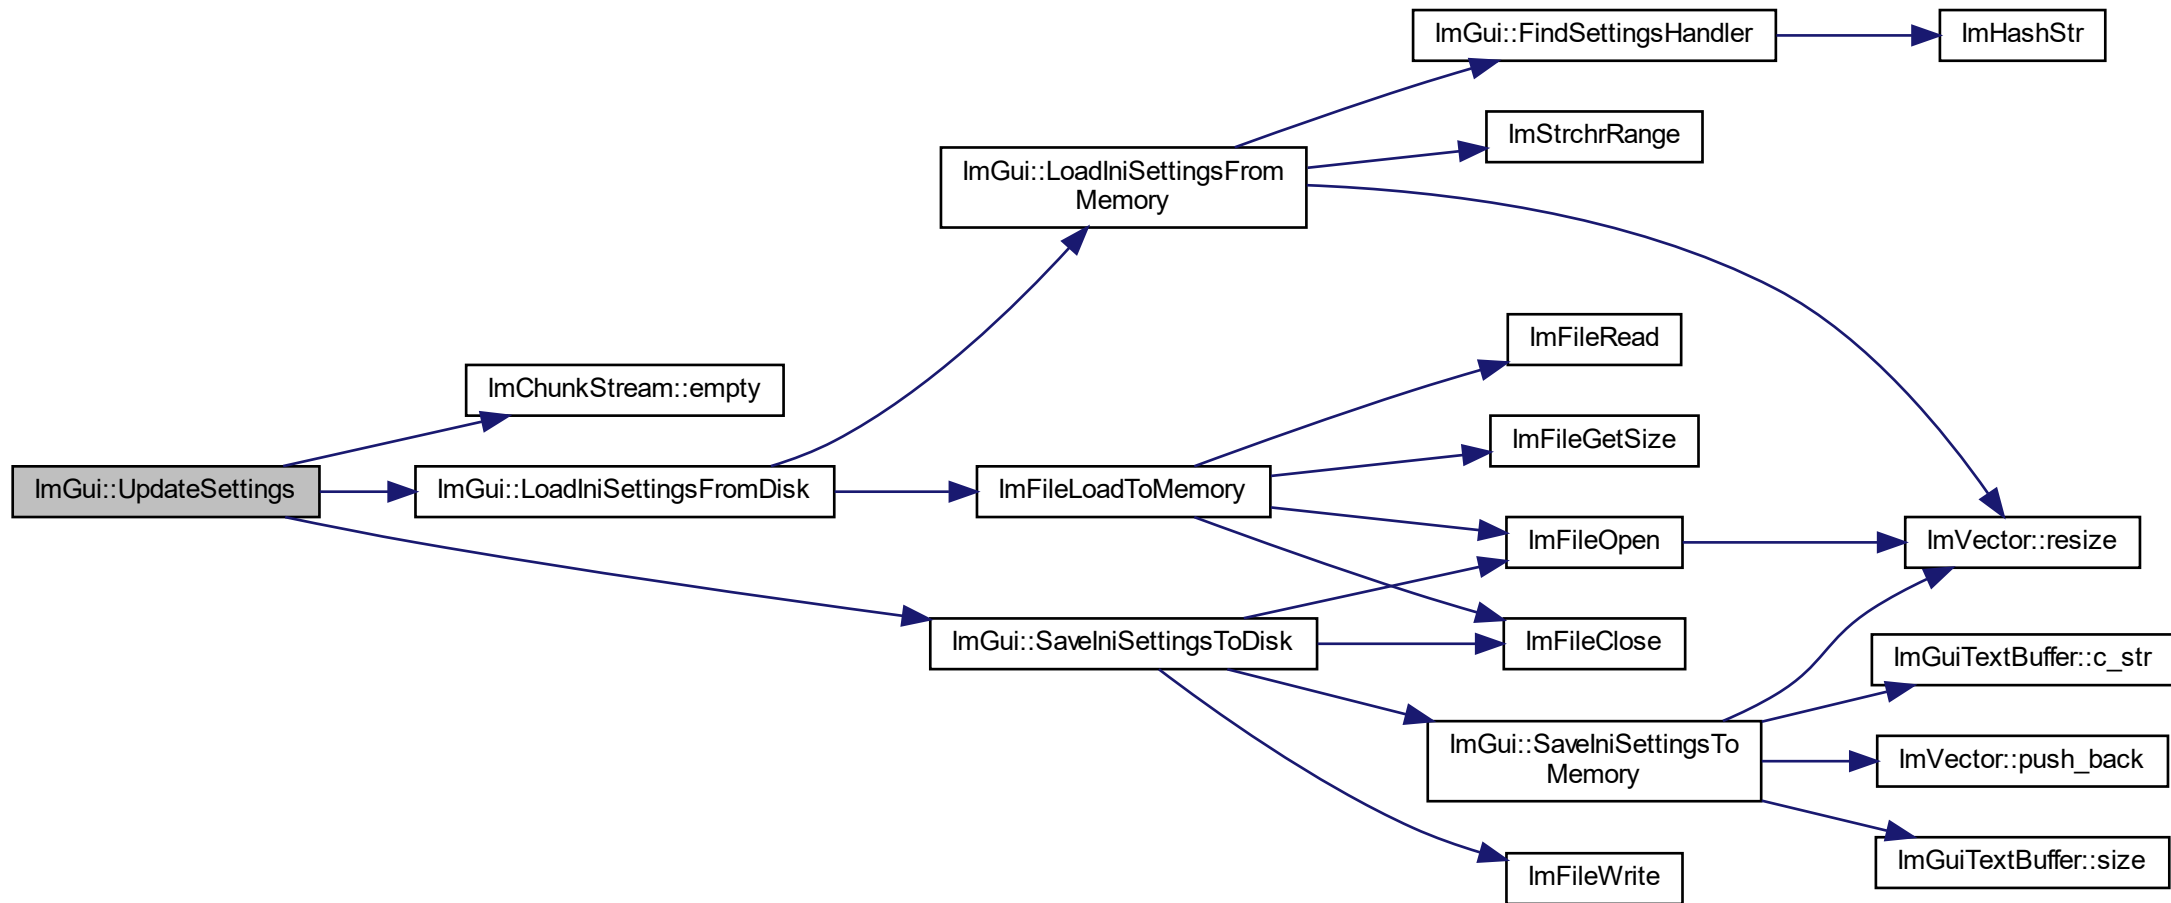 ImGui::FindSettingsHandler
ImHashStr
ImStrchrRange
ImGui::LoadIniSettingsFrom
Memory
ImFileRead
ImChunkStream::empty
ImFileGetSize
ImGui::UpdateSettings
ImGui::LoadIniSettingsFromDisk
ImFileLoadToMemory
ImFileOpen
ImVector::resize
ImGui::SaveIniSettingsToDisk
ImFileClose
ImGuiTextBuffer::c_str
ImGui::SaveIniSettingsTo
Memory
ImVector::push_back
ImGuiTextBuffer::size
ImFileWrite